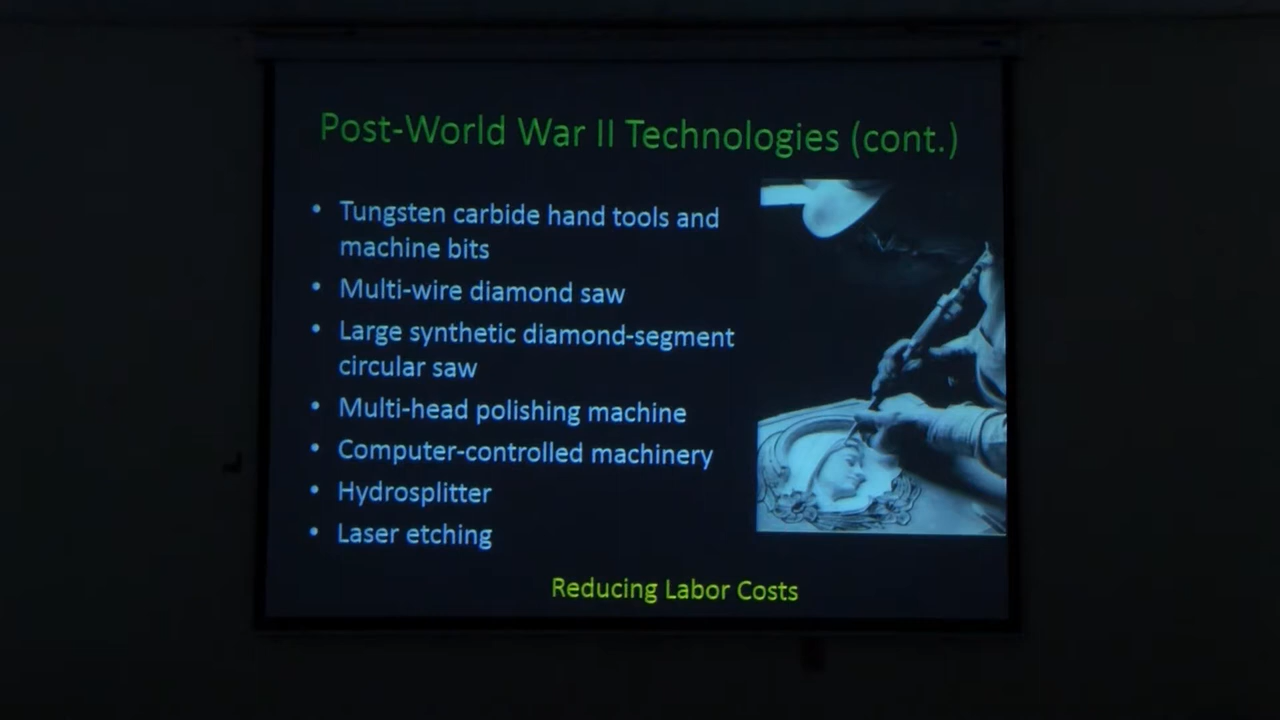 Post-World War II Technologies (cont.)
• Tungsten carbide hand tools and
machine bits
• Multi-wire diamond saw
• Large synthetic diamond-segment
circular saw
• Multi-head polishing machine
• Computer-controlled machinery
• Hydrosplitter
• Laser etching
Reducing Labor Costs